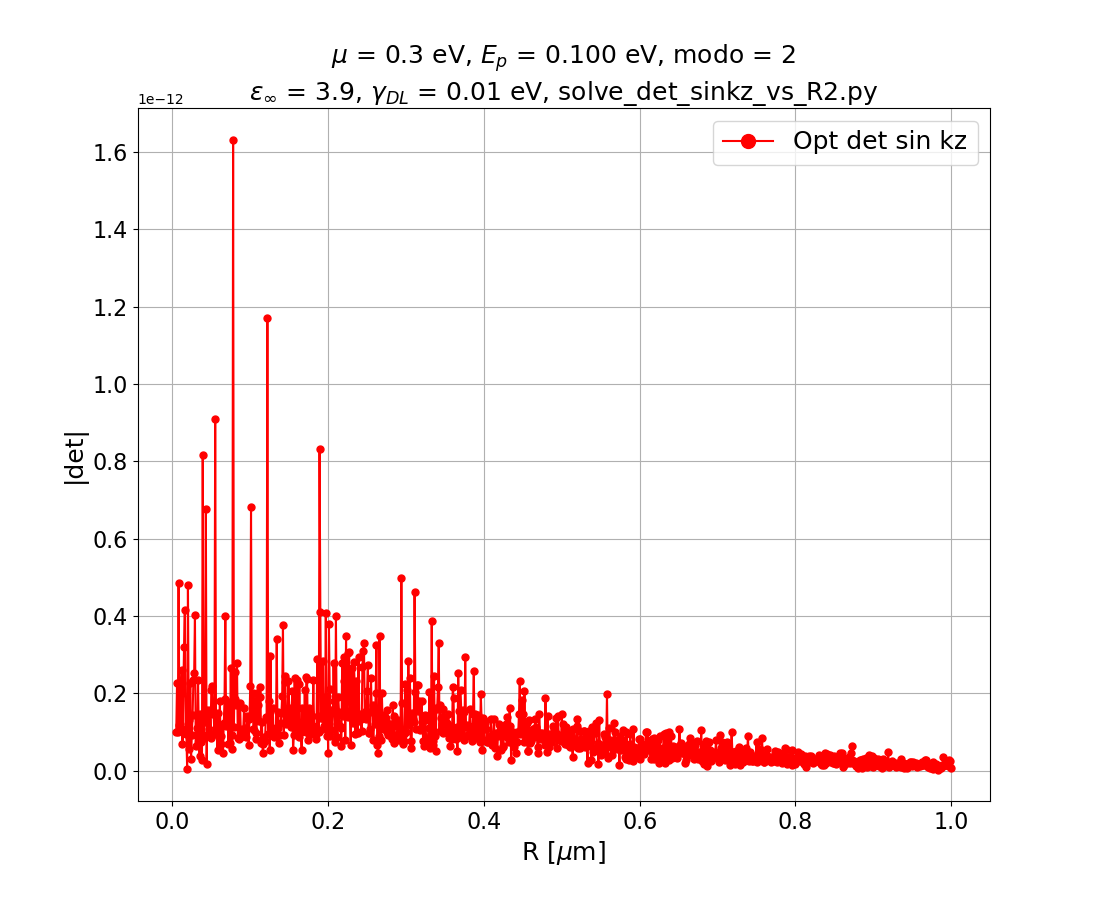 μ = 0.3 eV, E_p = 0.100 eV, modo = 2
ε_∞ = 3.9, γ_DL = 0.01 eV, solve_det_sinkz_vs_R2.py
1e−12
Opt det sin kz
1.6
1.4
1.2
1.0
0.8
0.6
0.4
0.2
0.0
|det|
0.0 0.2 0.4 0.6 0.8 1.0
R [μm]